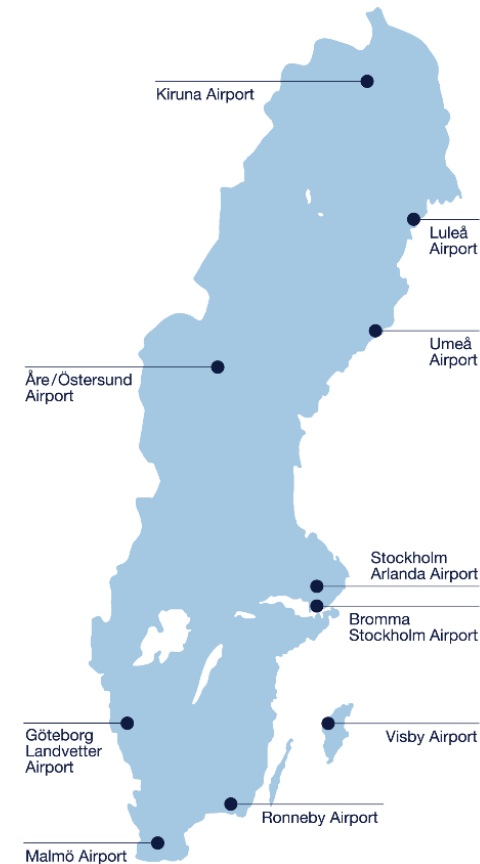 Kiruna Airport
Luleå
Airport
Umeå
Airport
Åre/Östersund
Airport
Stockholm
Arlanda Airport
Bromma
Stockholm Airport
Göteborg
Landvetter
Airport
Visby Airport
Ronneby Airport
Malmö Airport